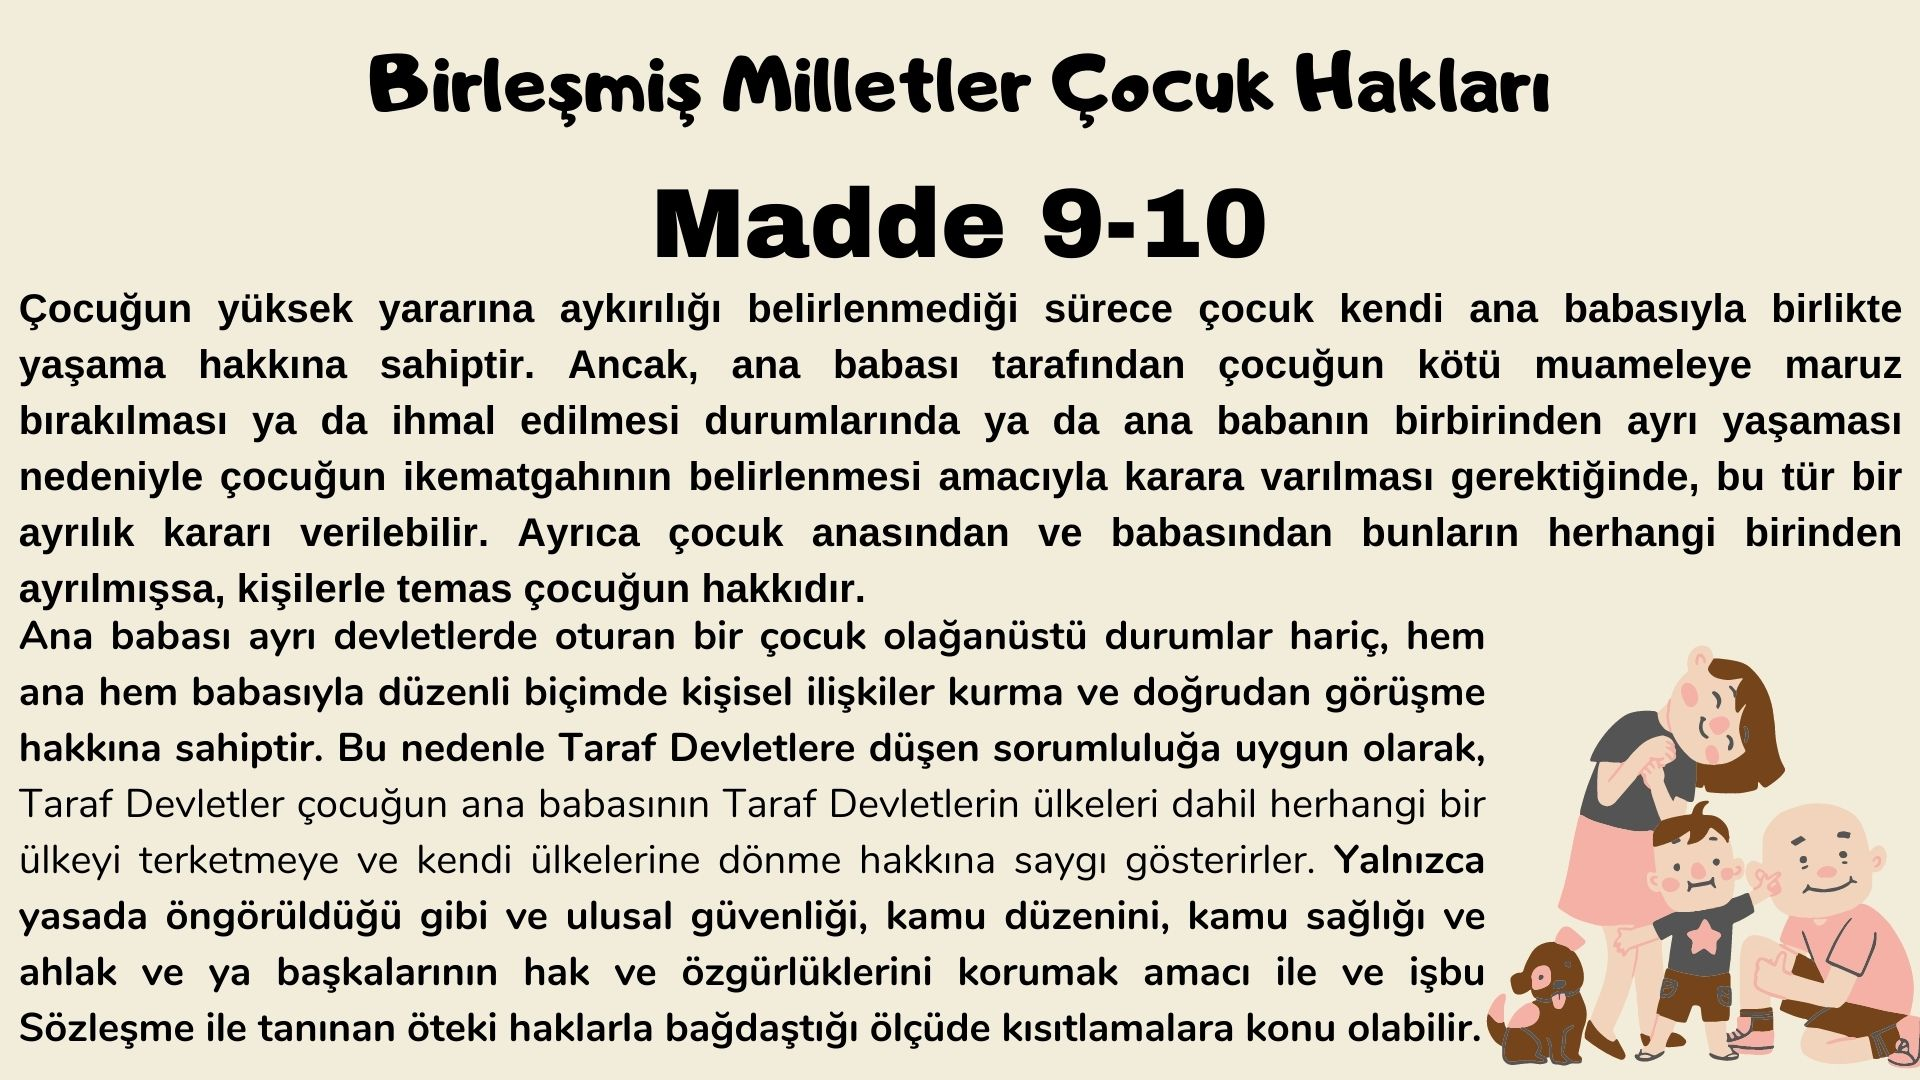 Birleşmiş Milletler Çocuk Hakları
Madde 9-10
Çocuğun yüksek yararına aykırılığı belirlenmediği sürece çocuk kendi ana babasıyla birlikte
yaşama hakkına sahiptir. Ancak, ana babası tarafından çocuğun kötü muameleye maruz
bırakılması ya da ihmal edilmesi durumlarında ya da ana babanın birbirinden ayrı yaşaması
nedeniyle çocuğun ikematgahının belirlenmesi amacıyla karara varılması gerektiğinde, bu tür bir
ayrılık kararı verilebilir. Ayrıca çocuk anasından ve babasından bunların herhangi birinden
ayrılmışsa, kişilerle temas çocuğun hakkıdır.
Ana babası ayrı devletlerde oturan bir çocuk olağanüstü durumlar hariç, hem
ana hem babasıyla düzenli biçimde kişisel ilişkiler kurma ve doğrudan görüşme
hakkına sahiptir. Bu nedenle Taraf Devletlere düşen sorumluluğa uygun olarak,
Taraf Devletler çocuğun ana babasının Taraf Devletlerin ülkeleri dahil herhangi bir
ülkeyi terketmeye ve kendi ülkelerine dönme hakkına saygı gösterirler. Yalnızca
yasada öngörüldüğü gibi ve ulusal güvenliği, kamu düzenini, kamu sağlığı ve
ahlak ve ya başkalarının hak ve özgürlüklerini korumak amacı ile ve işbu
Sözleşme ile tanınan öteki haklarla bağdaştığı ölçüde kısıtlamalara konu olabilir.